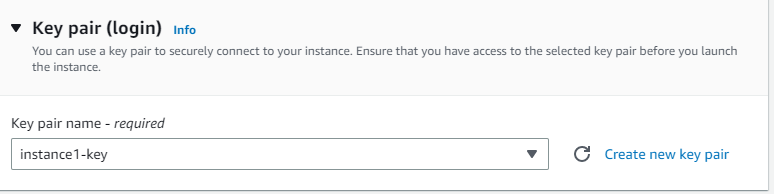 Key pair (login) Info
You can use a key pair to securely connect to your instance. Ensure that you have access to the selected key pair before you launch
the instance.
Key pair name - required
instance1-key
Create new key pair